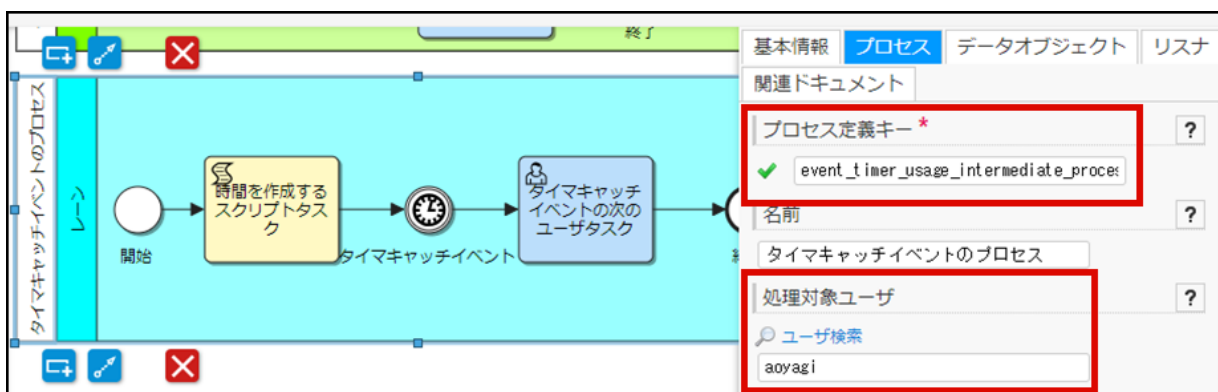 終了
タイマキャッチイベントのプロセス
レーン
開始
時間を作成する
スクリプトタス
ク
タイマキャッチイベント
タイマキャッチ
イベントの次の
ユーザタスク
基本情報 プロセス データオブジェクト リスナ
関連ドキュメント
プロセス定義キー *
?
event_timer_usage_intermediate_proces
名前
?
タイマキャッチイベントのプロセス
処理対象ユーザ
?
ユーザ検索
aoyagi